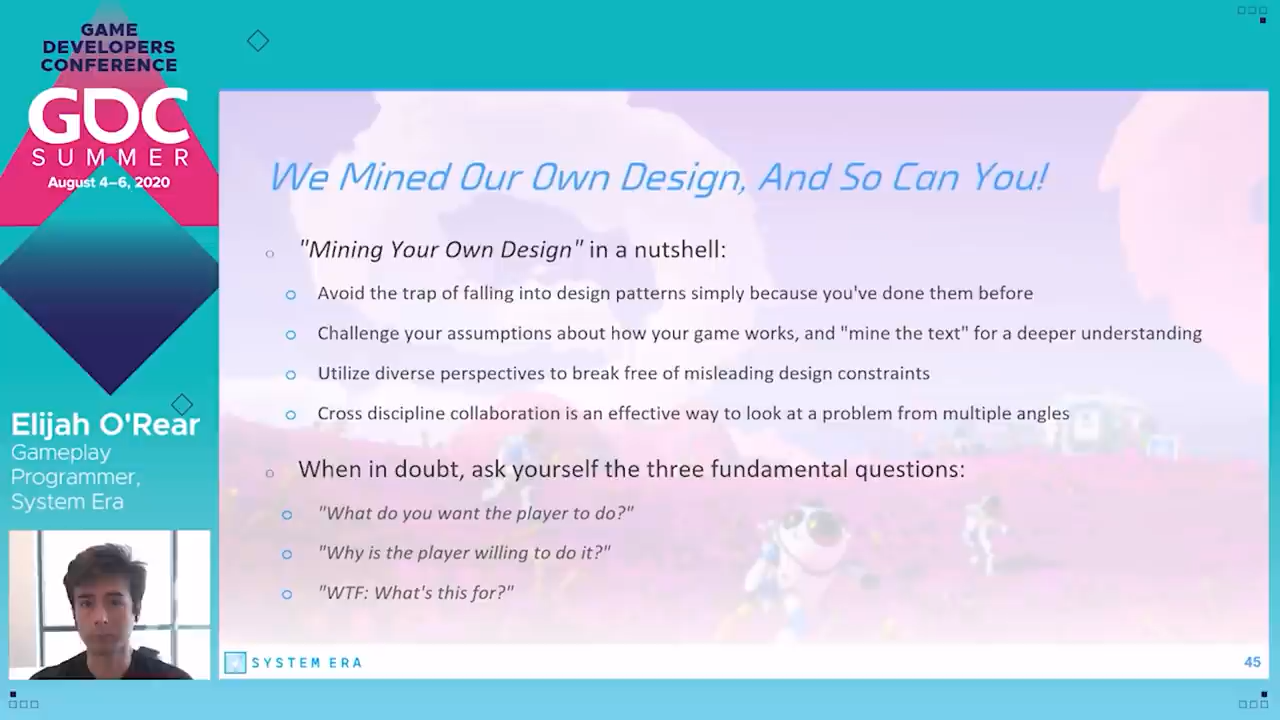 GAME
DEVELOPERS
CONFERENCE
GDC
SUMMER
August 4–6, 2020
We Mined Our Own Design, And So Can You!
"Mining Your Own Design" in a nutshell:
Avoid the trap of falling into design patterns simply because you've done them before
Challenge your assumptions about how your game works, and "mine the text" for a deeper understanding
Utilize diverse perspectives to break free of misleading design constraints
Cross discipline collaboration is an effective way to look at a problem from multiple angles
When in doubt, ask yourself the three fundamental questions:
"What do you want the player to do?"
"Why is the player willing to do it?"
"WTF: What's this for?"
Elijah O'Rear
Gameplay
Programmer,
System Era
SYSTEM ERA
45